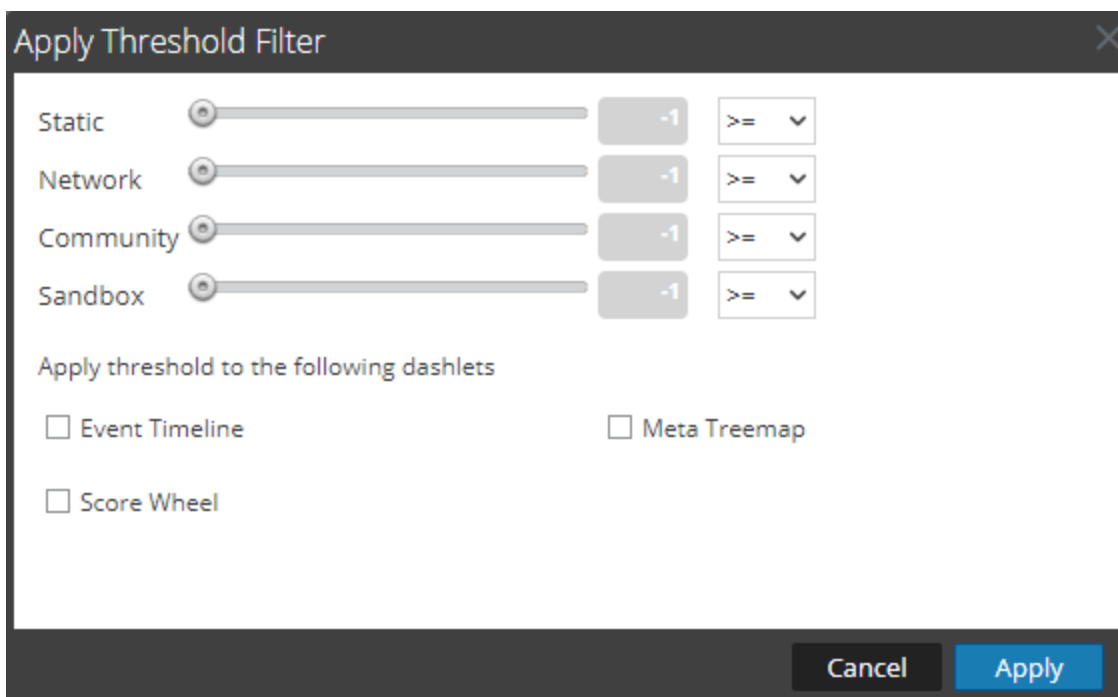 Apply Threshold Filter
Static -1 >=
Network -1 >=
Community -1 >=
Sandbox -1 >=
Apply threshold to the following dashlets
Event Timeline Meta Treemap
Score Wheel
Cancel Apply